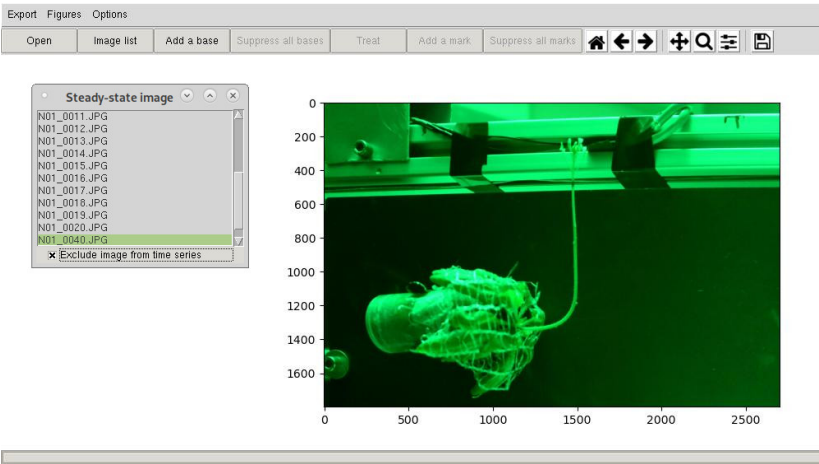 Export Figures Options
Open Image list Add a base Suppress all bases Treat Add a mark Suppress all marks
Steady-state image
N01_0011.JPG
N01_0012.JPG
N01_0013.JPG
N01_0014.JPG
N01_0015.JPG
N01_0016.JPG
N01_0017.JPG
N01_0018.JPG
N01_0019.JPG
N01_0020.JPG
N01_0040.JPG
Exclude image from time series
0
200
400
600
800
1000
1200
1400
1600
0 500 1000 1500 2000 2500